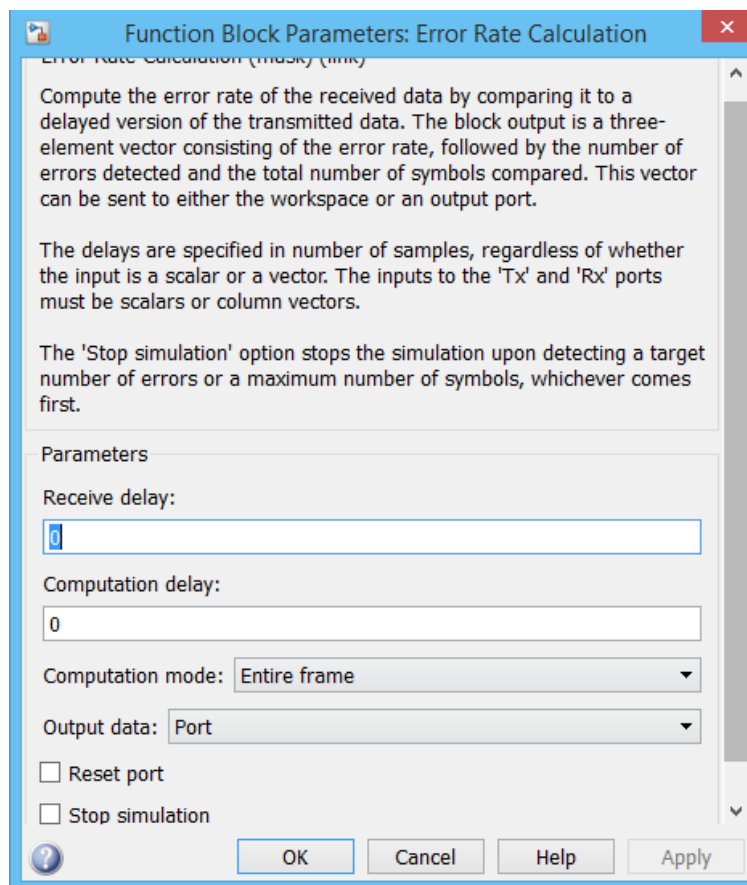 Function Block Parameters: Error Rate Calculation
Error Rate Calculation (mask) (link)
Compute the error rate of the received data by comparing it to a
delayed version of the transmitted data. The block output is a three-
element vector consisting of the error rate, followed by the number of
errors detected and the total number of symbols compared. This vector
can be sent to either the workspace or an output port.
The delays are specified in number of samples, regardless of whether
the input is a scalar or a vector. The inputs to the 'Tx' and 'Rx' ports
must be scalars or column vectors.
The 'Stop simulation' option stops the simulation upon detecting a target
number of errors or a maximum number of symbols, whichever comes
first.
Parameters
Receive delay:
0
Computation delay:
0
Computation mode: Entire frame
Output data: Port
Reset port
Stop simulation
OK Cancel Help Apply